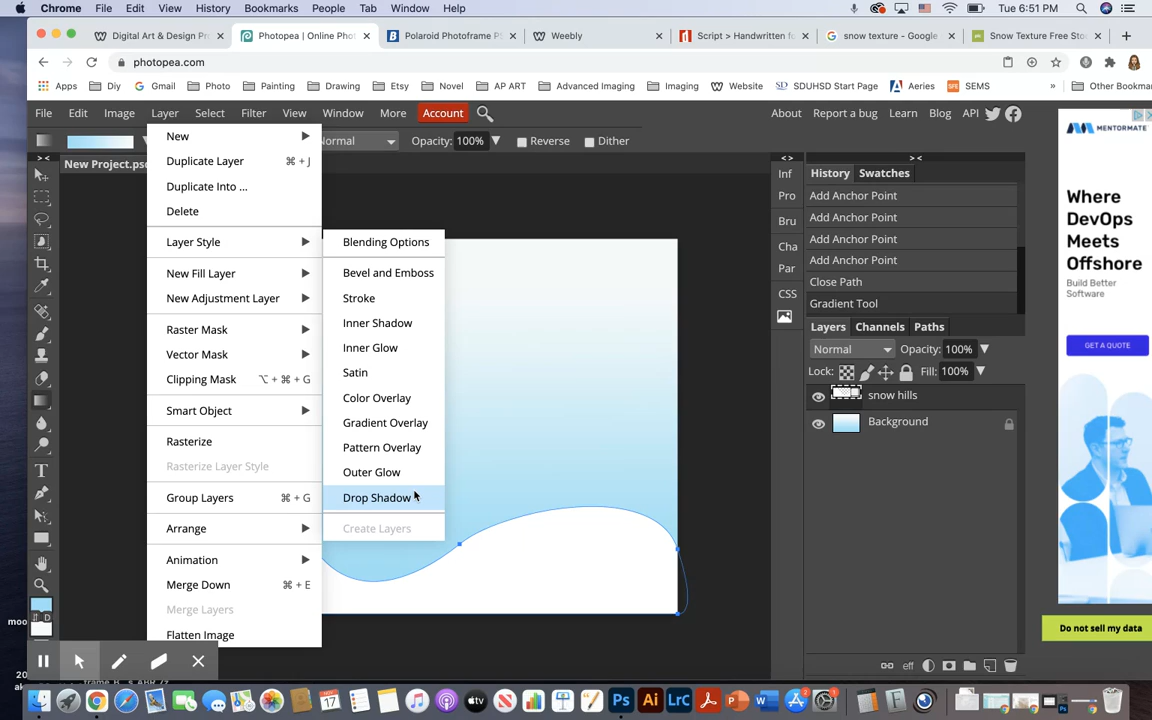 Chrome File Edit View History Bookmarks People Tab Window Help Tue 6:51 PM
Digital Art & Design Pr Photopea | Online Phot Polaroid Photoframe PS Weebly Script > Handwritten fo snow texture - Google Snow Texture Free Sto
photopea.com
Apps Diy Gmail Photo Painting Drawing Etsy AP ART Advanced Imaging Imaging Website SDUHSD Start Page Aeries SEMS » Other Bookmar
File Edit Image Layer Select Filter View Window More Account About Report a bug Learn Blog API
Normal Opacity: 100% Reverse Dither
New Project.psd
New
Duplicate Layer ⌘ + J
Duplicate Into ...
Delete
Layer Style
New Fill Layer
New Adjustment Layer
Raster Mask
Vector Mask
Clipping Mask ⌥ + ⌘ + G
Smart Object
Rasterize
Rasterize Layer Style
Group Layers ⌘ + G
Arrange
Animation
Merge Down ⌘ + E
Merge Layers
Flatten Image
Blending Options
Bevel and Emboss
Stroke
Inner Shadow
Inner Glow
Satin
Color Overlay
Gradient Overlay
Pattern Overlay
Outer Glow
Drop Shadow
Create Layers
Inf
Pro
Bru
Cha
Par
CSS
History Swatches
Add Anchor Point
Add Anchor Point
Add Anchor Point
Add Anchor Point
Close Path
Gradient Tool
Layers Channels Paths
Normal Opacity: 100%
Lock: Fill: 100%
snow hills
Background
eff
MENTORMATE
Where
DevOps
Meets
Offshore
Build Better
Software
GET A QUOTE
Do not sell my data